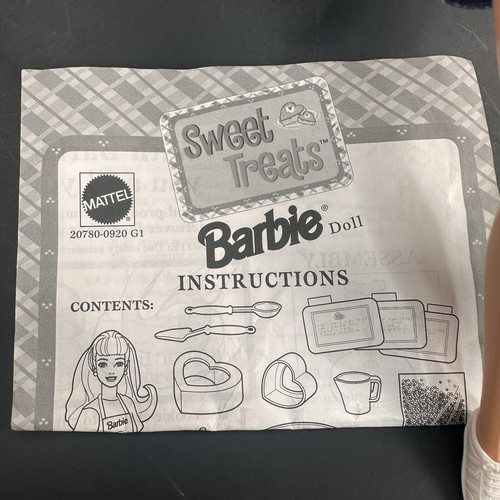 Sweet
Treats™
MATTEL
®
20780-0920 G1
Barbie® Doll
INSTRUCTIONS
CONTENTS:
Barbie